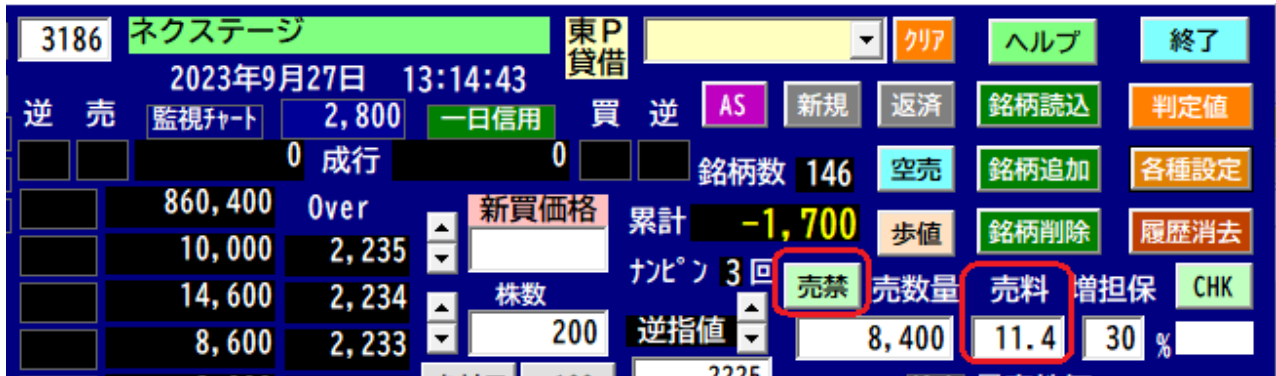 3186 ネクステージ 東P 貸借 クリア ヘルプ 終了
2023年9月27日 13:14:43
逆 売 監視チャート 2,800 一日信用 買 逆 AS 新規 返済 銘柄読込 判定値
0 成行 0 銘柄数 146 空売 銘柄追加 各種設定
860,400 Over 新買価格 累計 -1,700 歩値 銘柄削除 履歴消去
10,000 2,235 ナンピン 3回 売禁 売数量 売料 増担保 CHK
14,600 2,234 株数
8,600 2,233 200 逆指値 8,400 11.4 30 %
2225